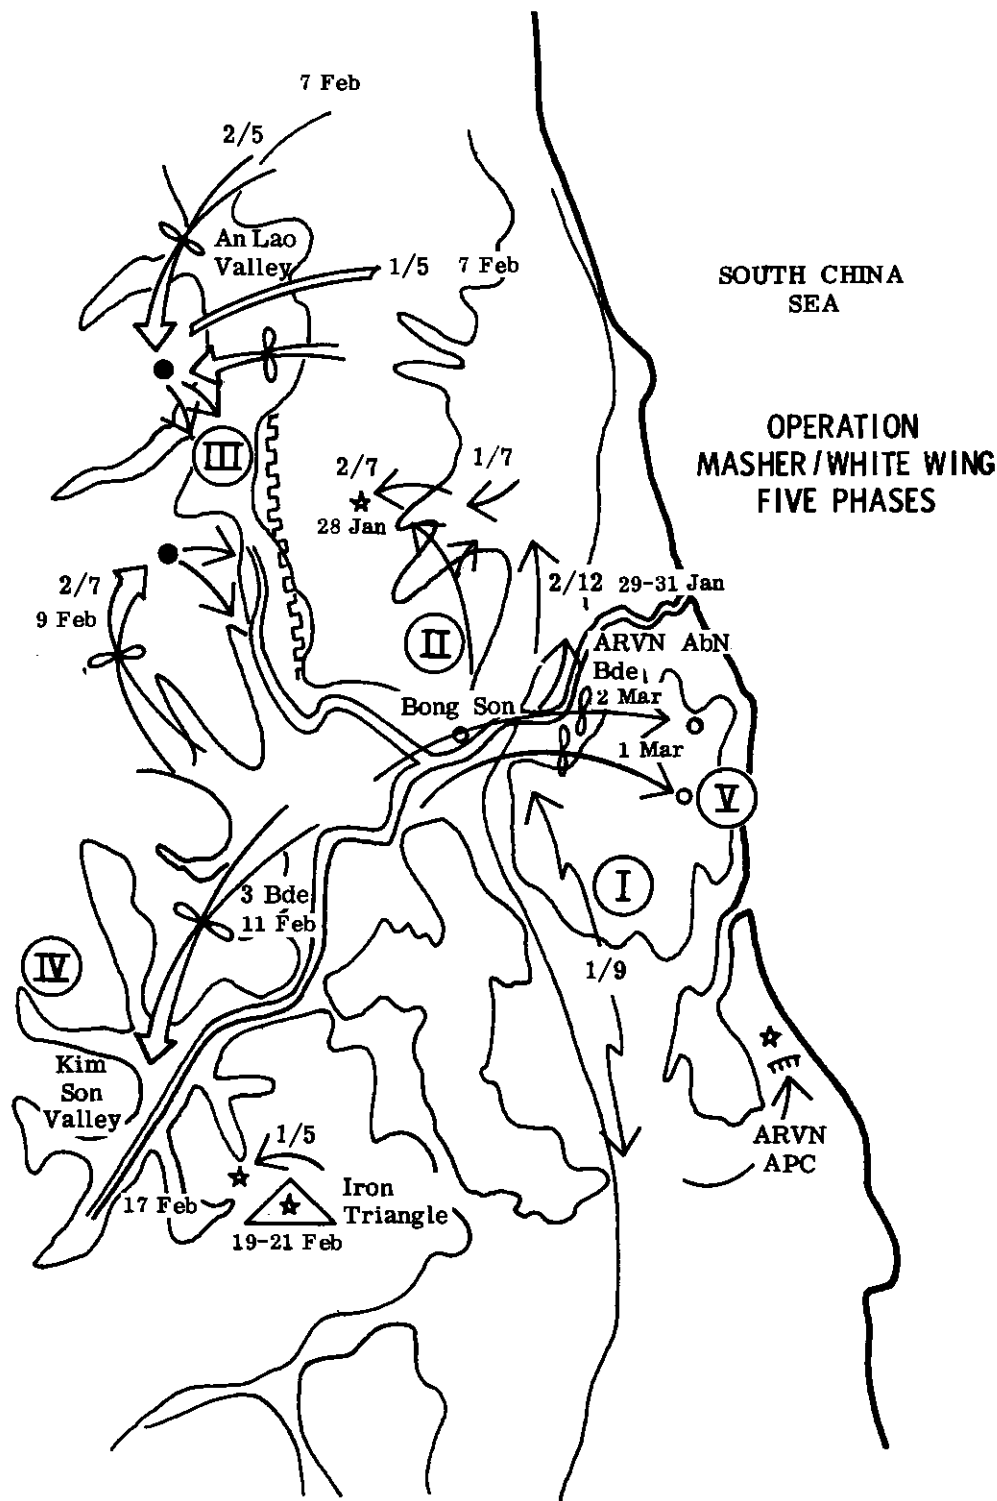 7 Feb
2/5
An Lao
Valley
1/5 7 Feb
SOUTH CHINA
SEA
OPERATION
MASHER/WHITE WING
FIVE PHASES
III
2/7
1/7
28 Jan
2/7
9 Feb
2/12 29-31 Jan
II
ARVN AbN
Bde
2 Mar
Bong Son
1 Mar
V
I
3 Bde
11 Feb
IV
1/9
Kim
Son
Valley
ARVN
APC
1/5
17 Feb
Iron
Triangle
19-21 Feb